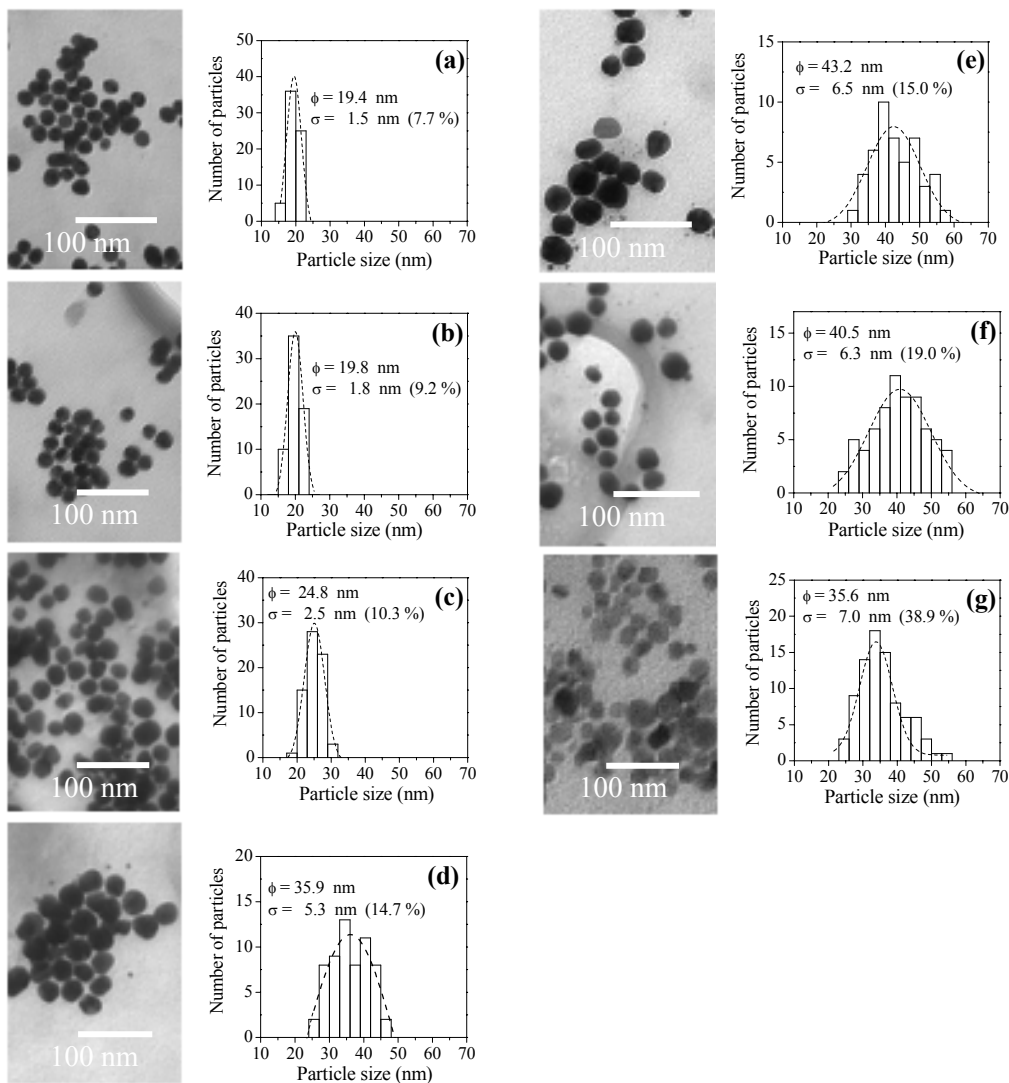 100 nm
(a)
ϕ = 19.4 nm
σ = 1.5 nm (7.7 %)
Number of particles
50
40
30
20
10
0
10 20 30 40 50 60 70
Particle size (nm)
100 nm
(b)
ϕ = 19.8 nm
σ = 1.8 nm (9.2 %)
Number of particles
40
30
20
10
0
10 20 30 40 50 60 70
Particle size (nm)
100 nm
(c)
ϕ = 24.8 nm
σ = 2.5 nm (10.3 %)
Number of particles
40
30
20
10
0
10 20 30 40 50 60 70
Particle size (nm)
100 nm
(d)
ϕ = 35.9 nm
σ = 5.3 nm (14.7 %)
Number of particles
20
15
10
5
0
10 20 30 40 50 60 70
Particle size (nm)
100 nm
(e)
ϕ = 43.2 nm
σ = 6.5 nm (15.0 %)
Number of particles
15
10
5
0
10 20 30 40 50 60 70
Particle size (nm)
100 nm
(f)
ϕ = 40.5 nm
σ = 6.3 nm (19.0 %)
Number of particles
15
10
5
0
10 20 30 40 50 60 70
Particle size (nm)
100 nm
(g)
ϕ = 35.6 nm
σ = 7.0 nm (38.9 %)
Number of particles
25
20
15
10
5
0
10 20 30 40 50 60 70
Particle size (nm)